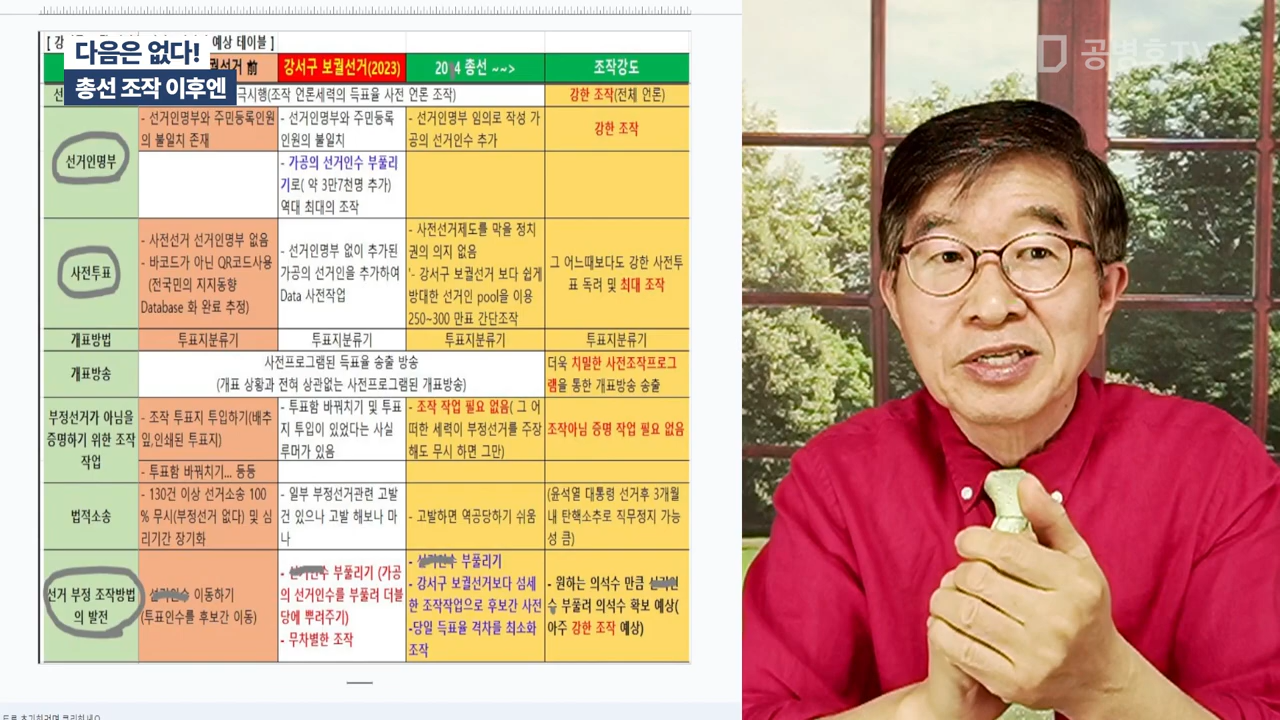 다음은 없다!
총선 조작 이후엔
예상 테이블 ]
궐선거 前
강서구 보궐선거(2023)
총선 ~~>
조작강도
(조작 언론세력의 득표율 사전 언론 조작)
강한 조작(전체 언론)
선거인명부
- 선거인명부와 주민등록인원
의 불일치 존재
- 선거인명부와 주민등록
인원의 불일치
- 선거인명부 임의로 작성 가
공의 선거인수 추가
강한 조작
- 가공의 선거인수 부풀리
기로( 약 3만7천명 추가)
역대 최대의 조작
사전투표
- 사전선거 선거인명부 없음
- 바코드가 아닌 QR코드사용
(전국민의 지지동향
Database 화 완료 추정)
- 선거인명부 없이 추가된
가공의 선거인을 추가하여
Data 사전작업
- 사전선거제도를 막을 정치
권의 의지 없음
'- 강서구 보궐선거 보다 쉽게
방대한 선거인 pool을 이용
250~300 만표 간단조작
그 어느때보다도 강한 사전투
표 독려 및 최대 조작
개표방법
투표지분류기
투표지분류기
투표지분류기
투표지분류기
개표방송
사전프로그램된 득표율 송출 방송
(개표 상황과 전혀 상관없는 사전프로그램된 개표방송)
더욱 치밀한 사전조작프로그
램을 통한 개표방송 송출
부정선거가 아님을
증명하기 위한 조작
작업
- 조작 투표지 투입하기(배추
잎,인쇄된 투표지)
- 투표함 바꿔치기 및 투표
지 투입이 있었다는 사실
루머가 있음
- 조작 작업 필요 없음( 그 어
떠한 세력이 부정선거를 주장
해도 무시 하면 그만)
조작아님 증명 작업 필요 없음
- 투표함 바꿔치기... 등등
법적소송
- 130건 이상 선거소송 100
% 무시(부정선거 없다) 및 심
리기간 장기화
- 일부 부정선거관련 고발
건 있으나 고발 해보나 마
나
- 고발하면 역공당하기 쉬움
(윤석열 대통령 선거후 3개월
내 탄핵소추로 직무정지 가능
성 큼)
선거 부정 조작방법
의 발전
이동하기
(투표인수를 후보간 이동)
- 부풀리기 (가공
의 선거인수를 부풀려 더불
당에 뿌려주기)
- 무차별한 조작
- 부풀리기
- 강서구 보궐선거보다 섬세
한 조작작업으로 후보간 사전
-당일 득표율 격차를 최소화
조작
- 원하는 의석수 만큼
부풀려 의석수 확보 예상(
아주 강한 조작 예상)
공병호TV